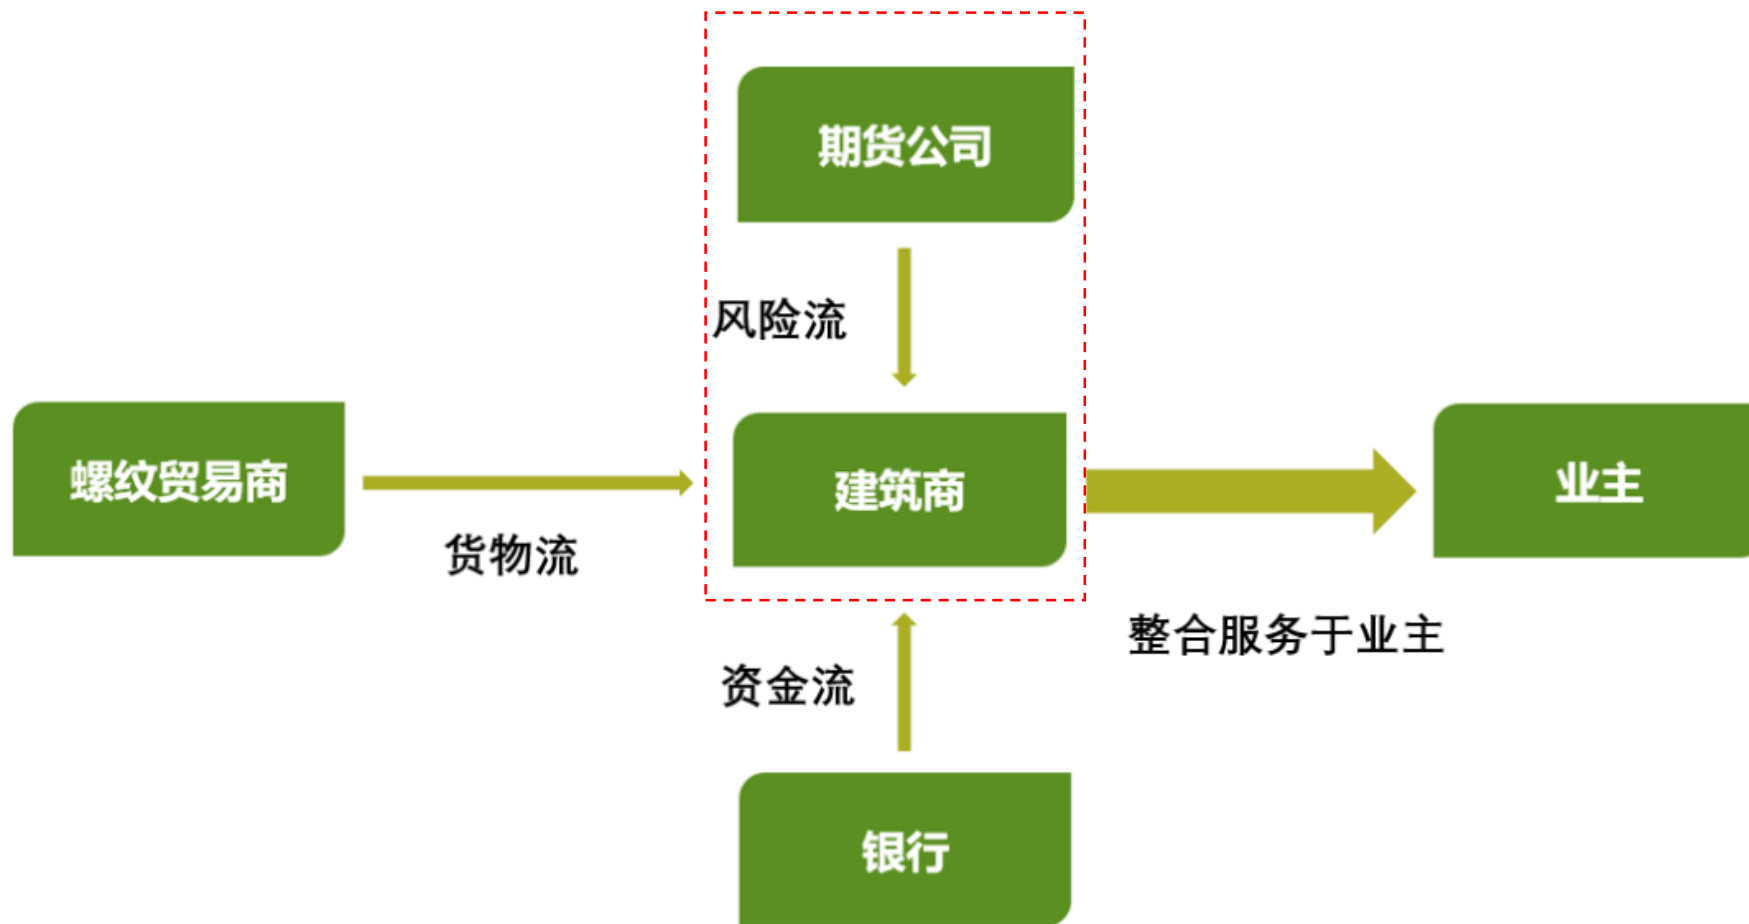 期货公司
风险流
螺纹贸易商
建筑商
业主
货物流
整合服务于业主
资金流
银行